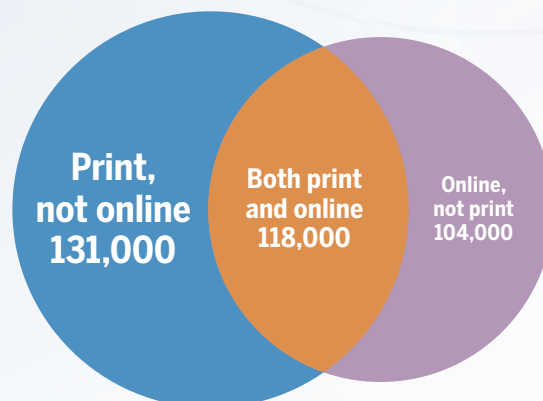 Print,
not online
131,000
Both print
and online
118,000
Online,
not print
104,000